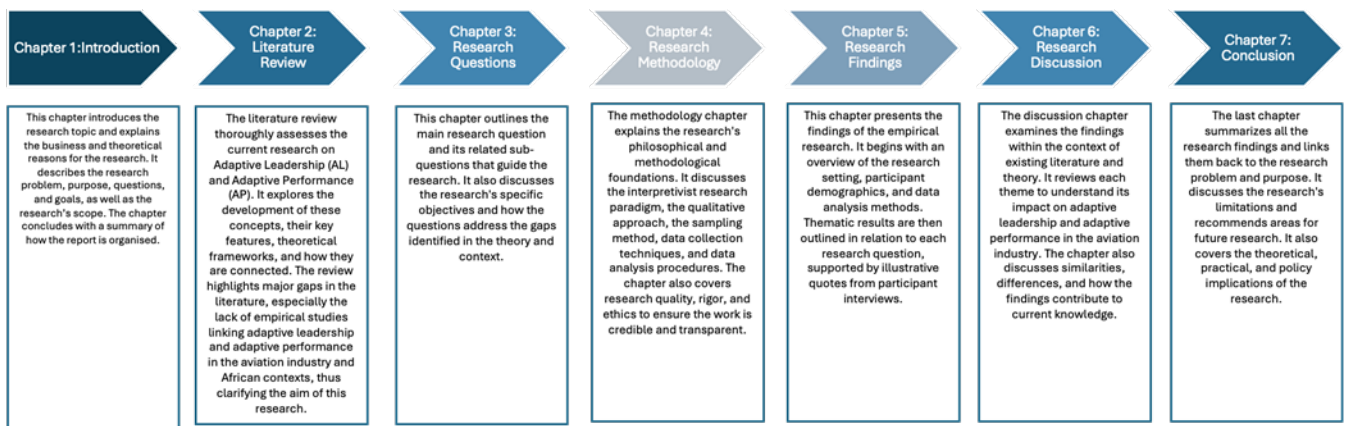 Chapter 1:Introduction
Chapter 2:
Literature
Review
Chapter 3:
Research
Questions
Chapter 4:
Research
Methodology
Chapter 5:
Research
Findings
Chapter 6:
Research
Discussion
Chapter 7:
Conclusion
This chapter introduces the
research topic and explains
the business and theoretical
reasons for the research. It
describes the research
problem, purpose, questions,
and goals, as well as the
research's scope. The chapter
concludes with a summary of
how the report is organised.
The literature review
thoroughly assesses the
current research on
Adaptive Leadership (AL)
and Adaptive Performance
(AP). It explores the
development of these
concepts, their key
features, theoretical
frameworks, and how they
are connected. The review
highlights major gaps in the
literature, especially the
lack of empirical studies
linking adaptive leadership
and adaptive performance
in the aviation industry and
African contexts, thus
clarifying the aim of this
research.
This chapter outlines the
main research question
and its related sub-
questions that guide the
research. It also discusses
the research's specific
objectives and how the
questions address the gaps
identified in the theory and
context.
The methodology chapter
explains the research's
philosophical and
methodological
foundations. It discusses
the interpretivist research
paradigm, the qualitative
approach, the sampling
method, data collection
techniques, and data
analysis procedures. The
chapter also covers
research quality, rigor, and
ethics to ensure the work is
credible and transparent.
This chapter presents the
findings of the empirical
research. It begins with an
overview of the research
setting, participant
demographics, and data
analysis methods.
Thematic results are then
outlined in relation to each
research question,
supported by illustrative
quotes from participant
interviews.
The discussion chapter
examines the findings
within the context of
existing literature and
theory. It reviews each
theme to understand its
impact on adaptive
leadership and adaptive
performance in the aviation
industry. The chapter also
discusses similarities,
differences, and how the
findings contribute to
current knowledge.
The last chapter
summarizes all the
research findings and links
them back to the research
problem and purpose. It
discusses the research's
limitations and
recommends areas for
future research. It also
covers the theoretical,
practical, and policy
implications of the
research.